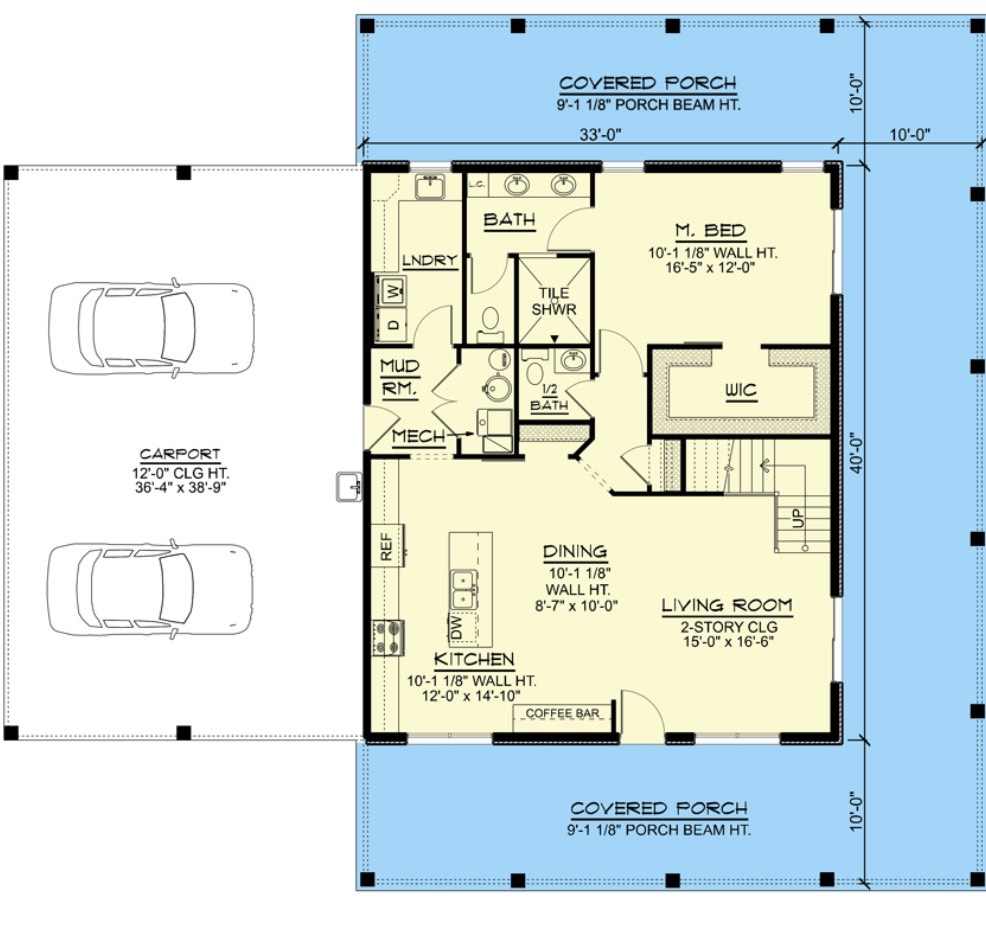 COVERED PORCH
9'-1 1/8" PORCH BEAM HT.
10'-0"
33'-0"
10'-0"
L.C.
BATH
M. BED
10'-1 1/8" WALL HT.
16'-5" x 12'-0"
LNDRY
W
D
TILE
SHWR
MUD
RM.
1/2
BATH
WIC
MECH
CARPORT
12'-0" CLG HT.
36'-4" x 38'-9"
40'-0"
UP
REF
DINING
10'-1 1/8"
WALL HT.
8'-7" x 10'-0"
LIVING ROOM
2-STORY CLG
15'-0" x 16'-6"
DW
KITCHEN
10'-1 1/8" WALL HT.
12'-0" x 14'-10"
COFFEE BAR
COVERED PORCH
9'-1 1/8" PORCH BEAM HT.
10'-0"